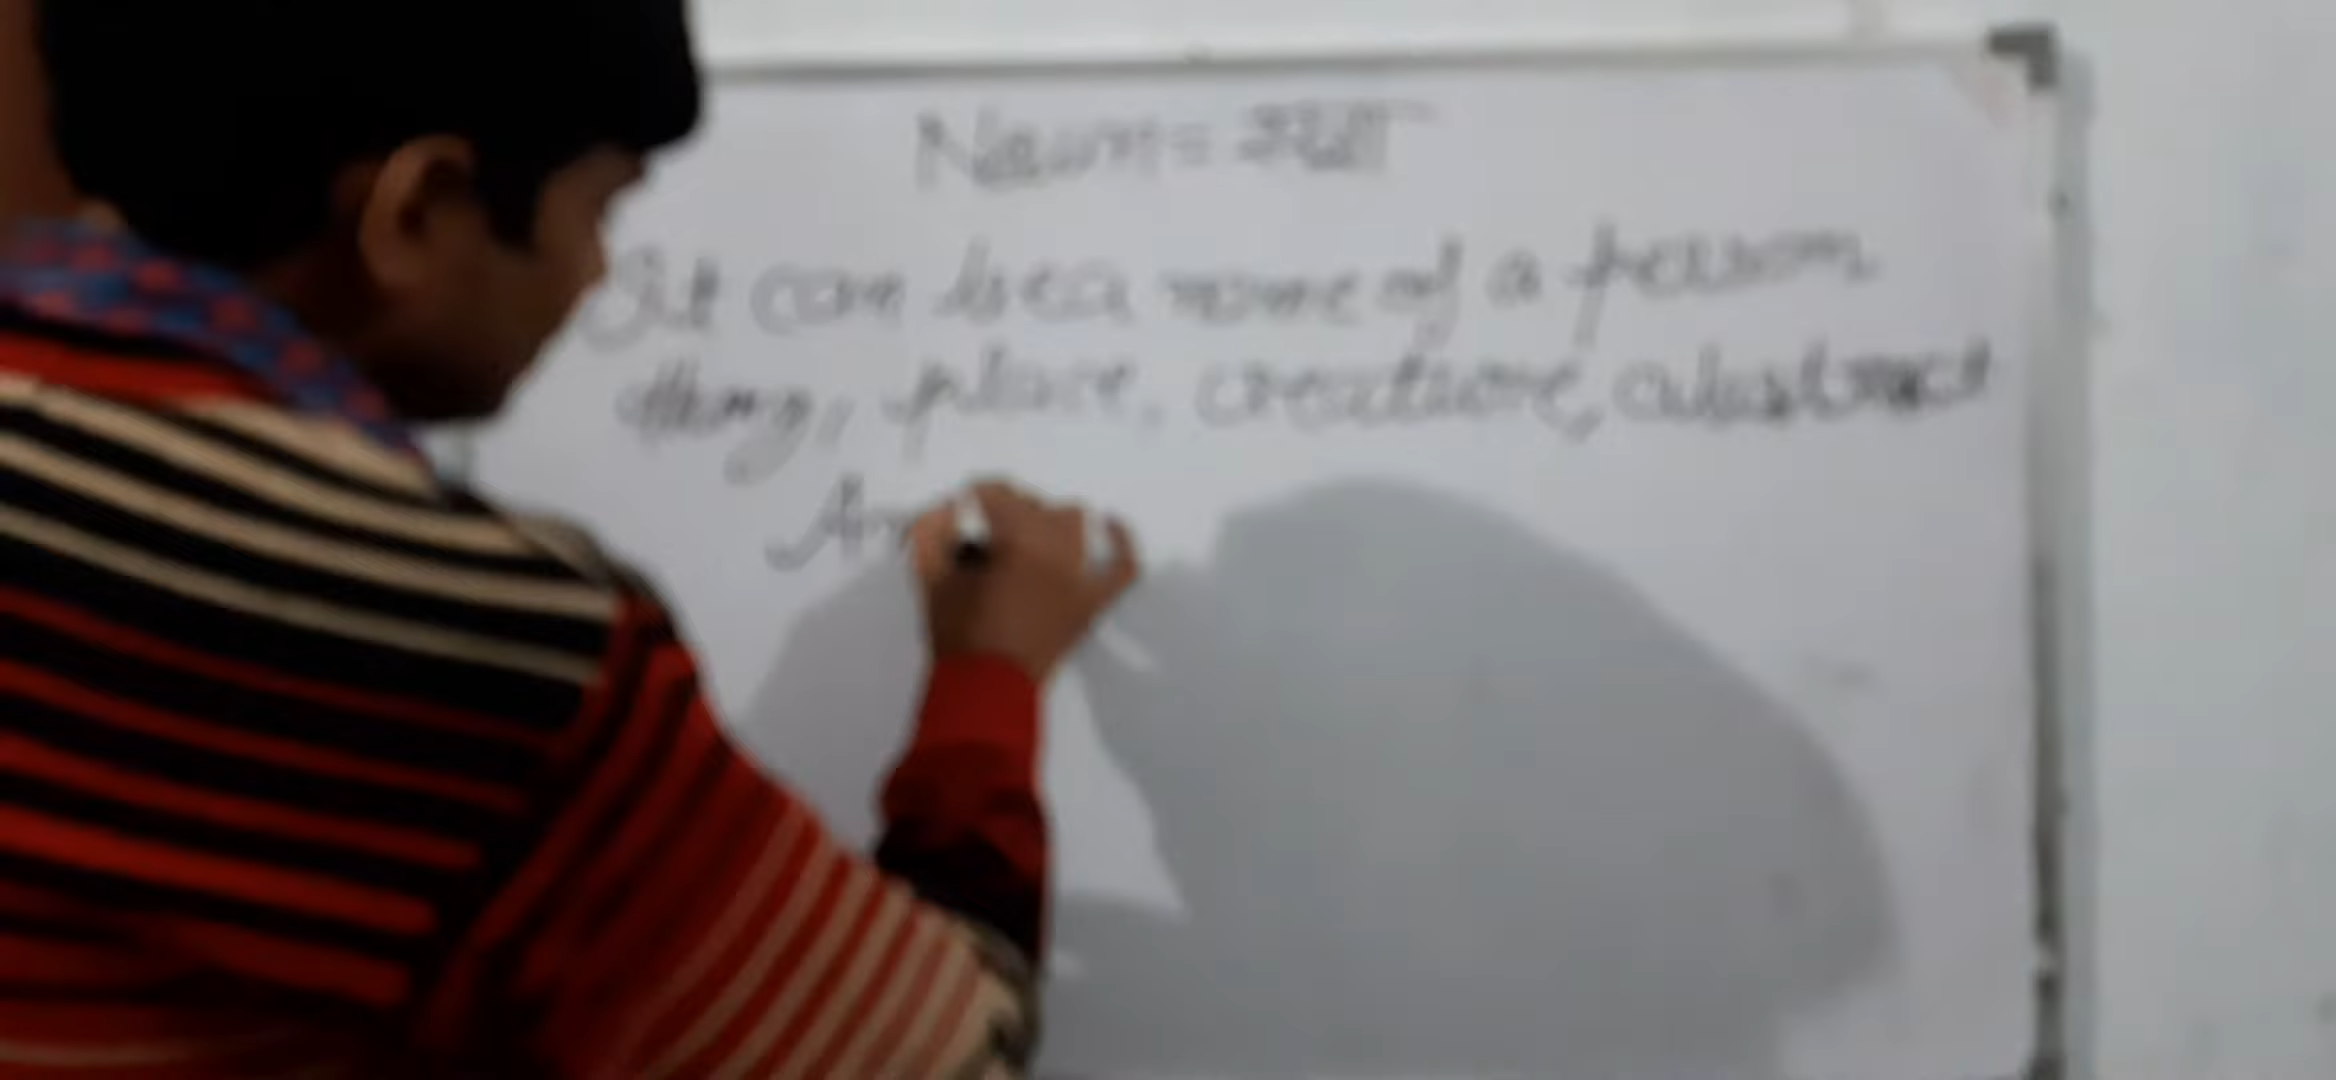 Noun = संज्ञा
It can be a name of a person
thing, place, creature, abstract